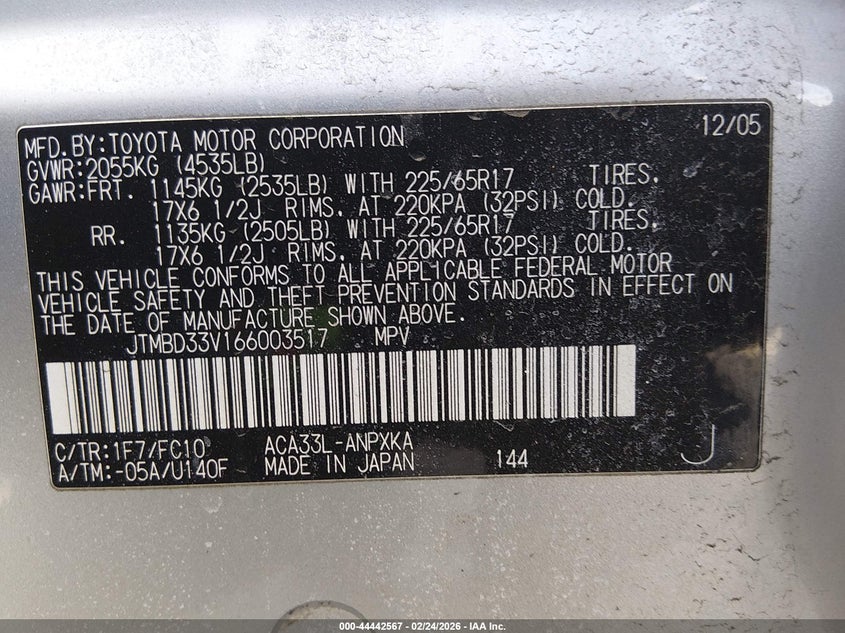 12/05
MFD.BY:TOYOTA MOTOR CORPORATION
GVWR:2055KG (4535LB)
GAWR:FRT. 1145KG (2535LB) WITH 225/65R17 TIRES.
17X6 1/2J RIMS. AT 220KPA (32PSI) COLD.
RR. 1135KG (2505LB) WITH 225/65R17 TIRES.
17X6 1/2J RIMS. AT 220KPA (32PSI) COLD.
THIS VEHICLE CONFORMS TO ALL APPLICABLE FEDERAL MOTOR
VEHICLE SAFETY AND THEFT PREVENTION STANDARDS IN EFFECT ON
THE DATE OF MANUFACTURE SHOWN ABOVE.
JTMBD33V166003517 MPV
C/TR:1F7/FC10 ACA33L-ANPXKA
A/TM:-05A/U140F MADE IN JAPAN 144 J
000-44442567 - 02/24/2026 - IAA Inc.